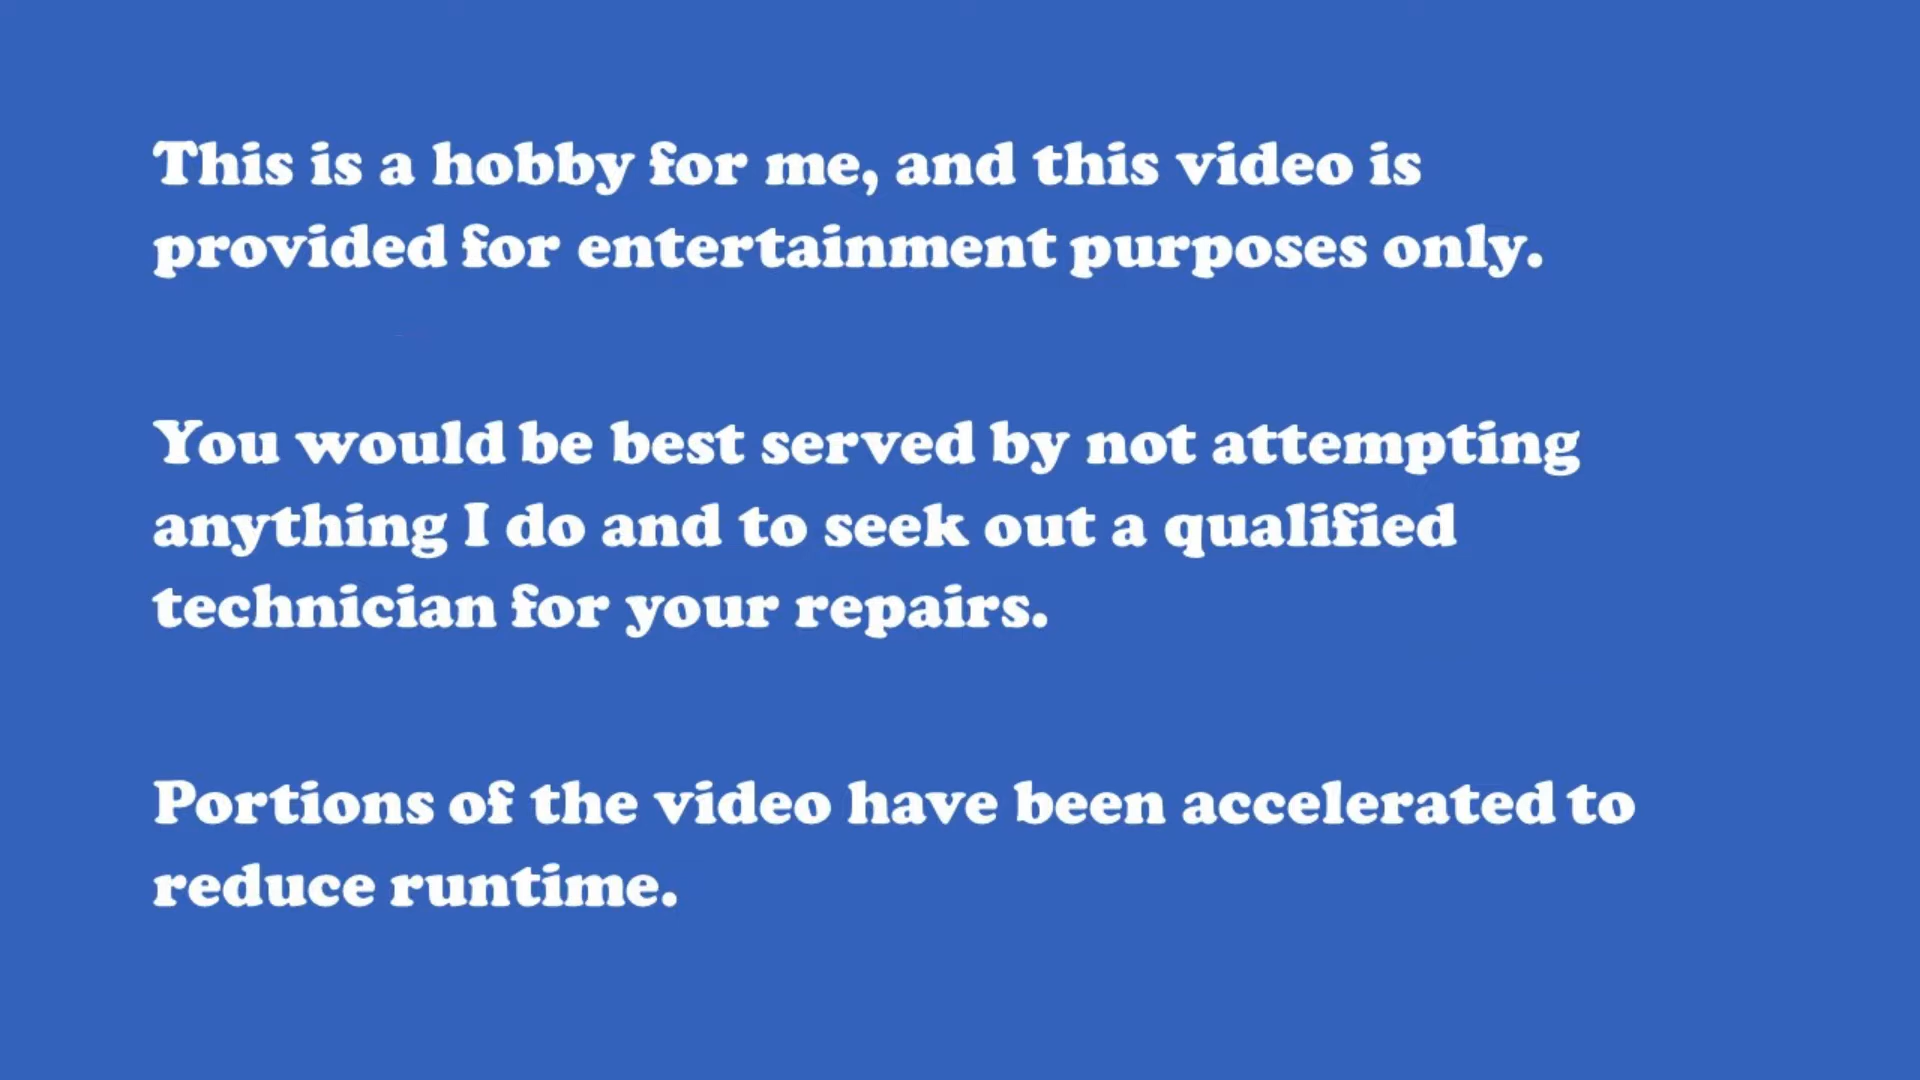 This is a hobby for me, and this video is
provided for entertainment purposes only.
You would be best served by not attempting
anything I do and to seek out a qualified
technician for your repairs.
Portions of the video have been accelerated to
reduce runtime.